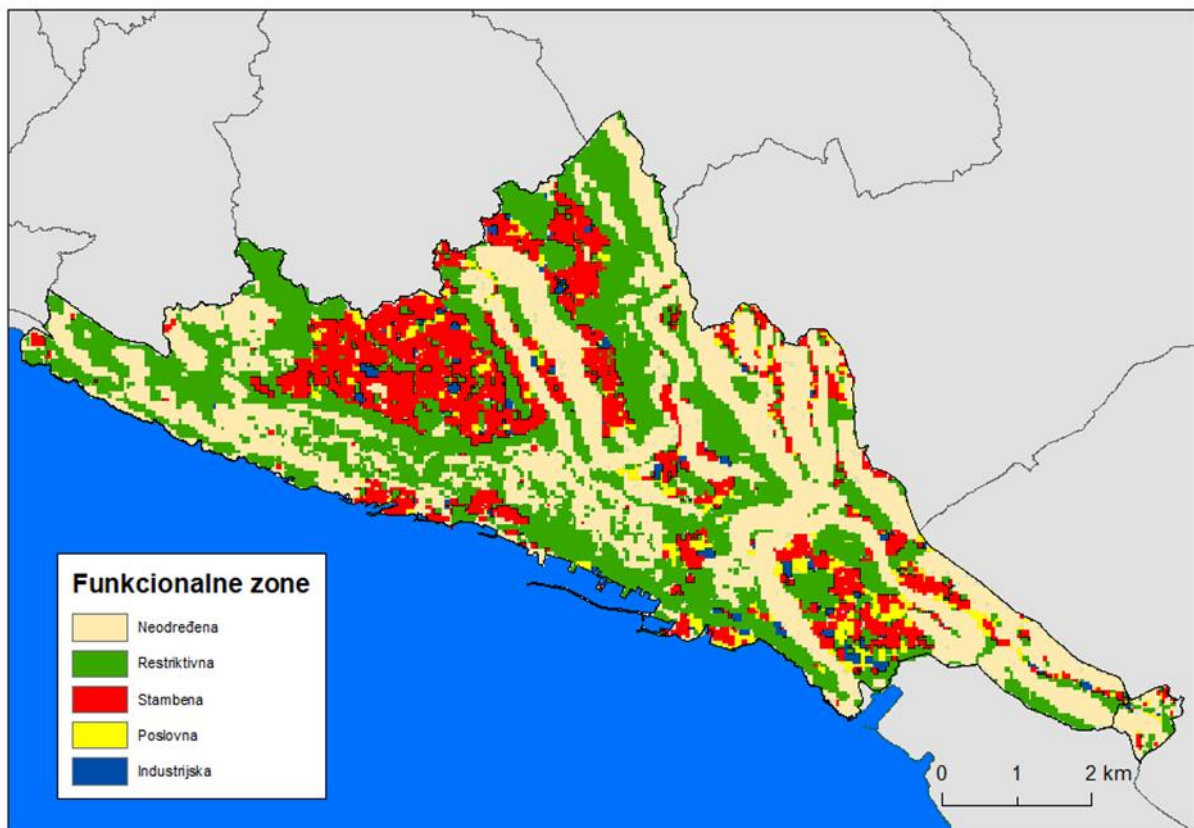 Funkcionalne zone
Neodređena
Restriktivna
Stambena
Poslovna
Industrijska
0 1 2 km